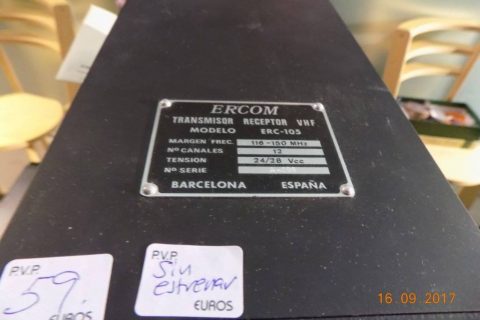 ERCOM
TRANSMISOR RECEPTOR VHF
MODELO ERC-105
MARGEN FREC. 116-150 MHz
Nº CANALES 12
TENSION 24/28 Vcc
Nº SERIE
BARCELONA ESPAÑA
P.V.P.
59.
EUROS
P.V.P.
Sin
estrenar
EUROS
16.09.2017